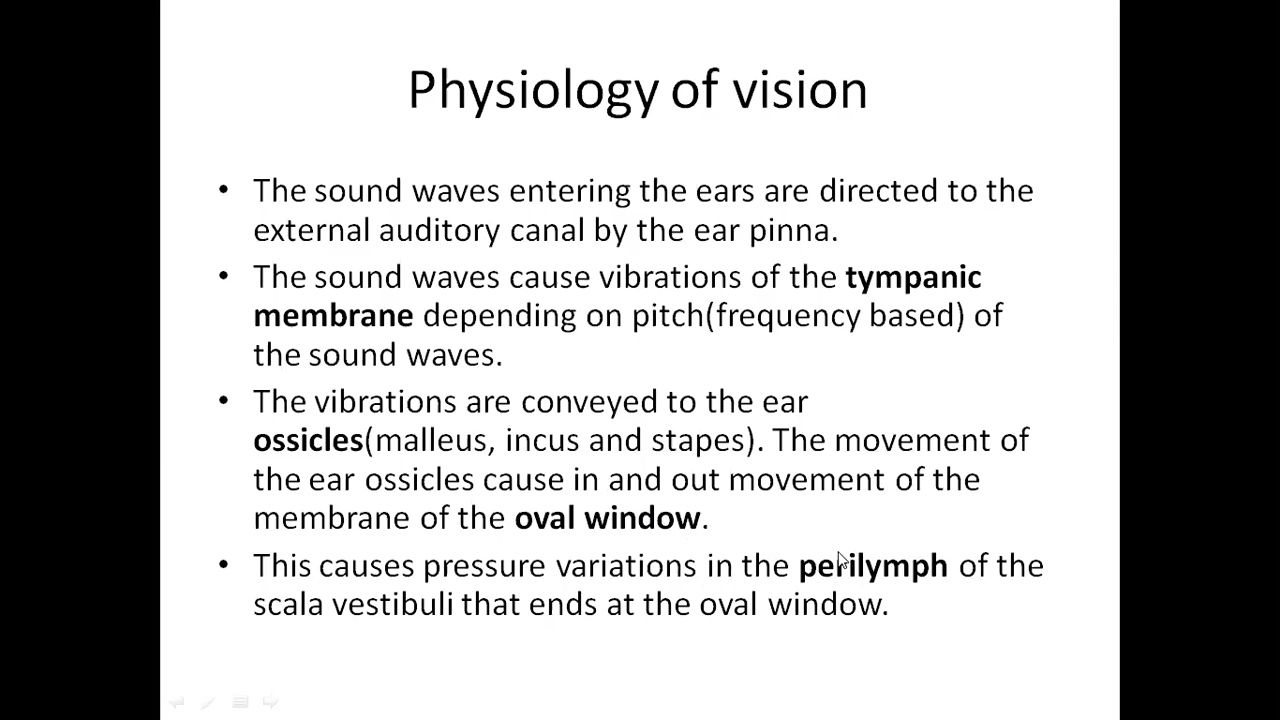 Physiology of vision
• The sound waves entering the ears are directed to the
external auditory canal by the ear pinna.
• The sound waves cause vibrations of the tympanic
membrane depending on pitch(frequency based) of
the sound waves.
• The vibrations are conveyed to the ear
ossicles(malleus, incus and stapes). The movement of
the ear ossicles cause in and out movement of the
membrane of the oval window.
• This causes pressure variations in the perilymph of the
scala vestibuli that ends at the oval window.